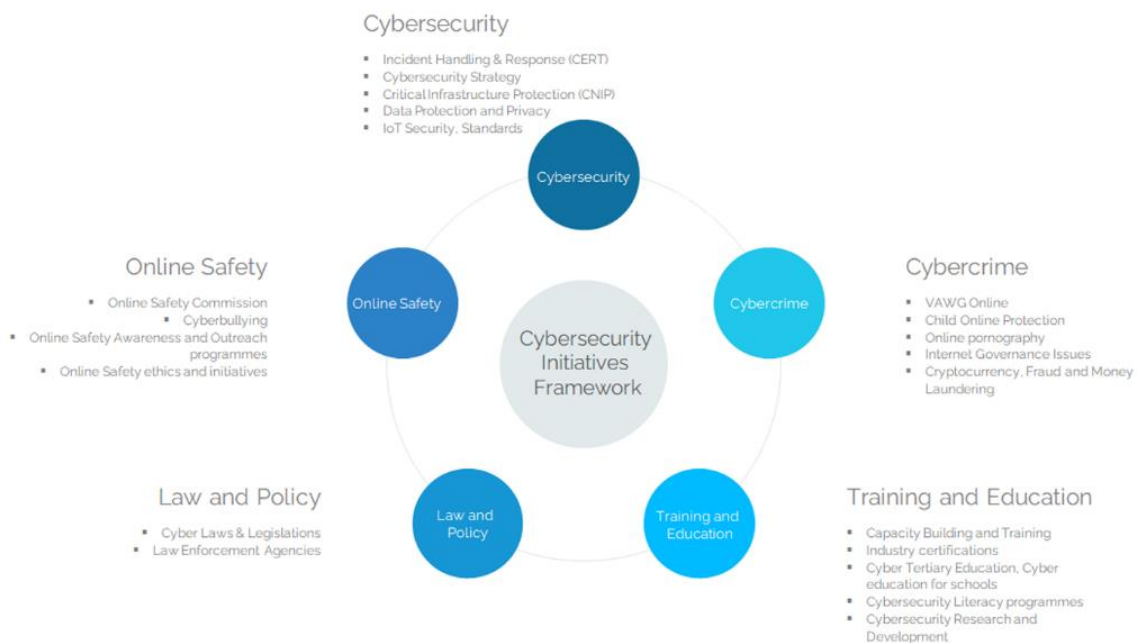 Cybersecurity
▪ Incident Handling & Response (CERT)
▪ Cybersecurity Strategy
▪ Critical Infrastructure Protection (CNIP)
▪ Data Protection and Privacy
▪ IoT Security, Standards
Cybersecurity
Online Safety
▪ Online Safety Commission
▪ Cyberbullying
▪ Online Safety Awareness and Outreach
programmes
▪ Online Safety ethics and initiatives
Online Safety
Cybercrime
Cybercrime
▪ VAWG Online
▪ Child Online Protection
▪ Online pornography
▪ Internet Governance Issues
▪ Cryptocurrency, Fraud and Money
Laundering
Cybersecurity
Initiatives
Framework
Law and Policy
▪ Cyber Laws & Legislations
▪ Law Enforcement Agencies
Law and
Policy
Training and
Education
Training and Education
▪ Capacity Building and Training
▪ Industry certifications
▪ Cyber Tertiary Education, Cyber
education for schools
▪ Cybersecurity Literacy programmes
▪ Cybersecurity Research and
Development